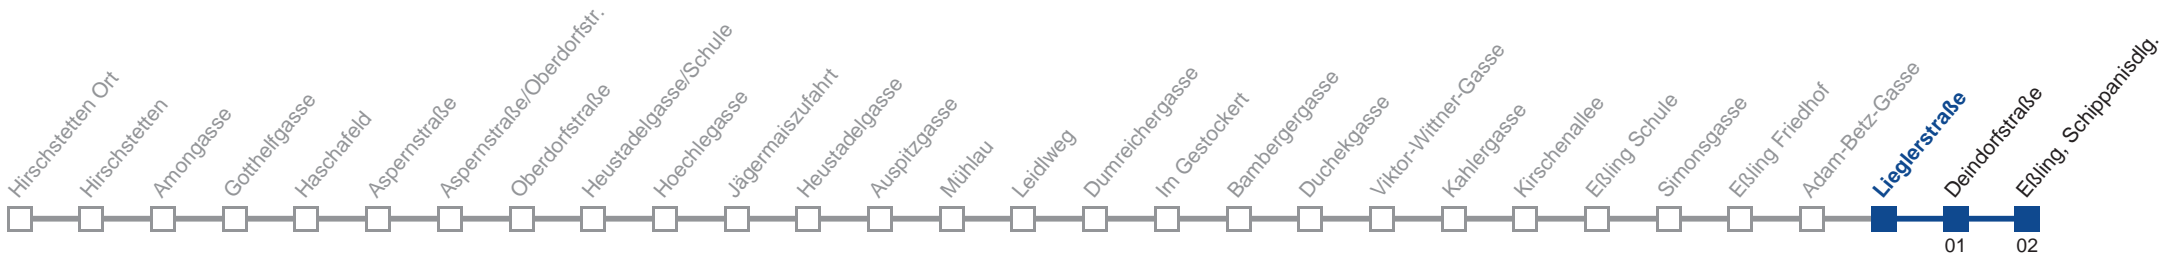 Hirschstetten Ort
Hirschstetten
Amongasse
Gotthelfgasse
Haschafeld
Aspernstraße
Aspernstraße/Oberdorfstr.
Oberdorfstraße
Heustadelgasse/Schule
Hoechlegasse
Jägermaiszufahrt
Heustadelgasse
Auspitzgasse
Mühlau
Leidlweg
Dumreichergasse
Im Gestockert
Bambergergasse
Duchekgasse
Viktor-Wittner-Gasse
Kahlergasse
Kirschenallee
Eßling Schule
Simonsgasse
Eßling Friedhof
Adam-Betz-Gasse
Lieglerstraße
Deindorfstraße
Eßling, Schippanisdlg.
01
02